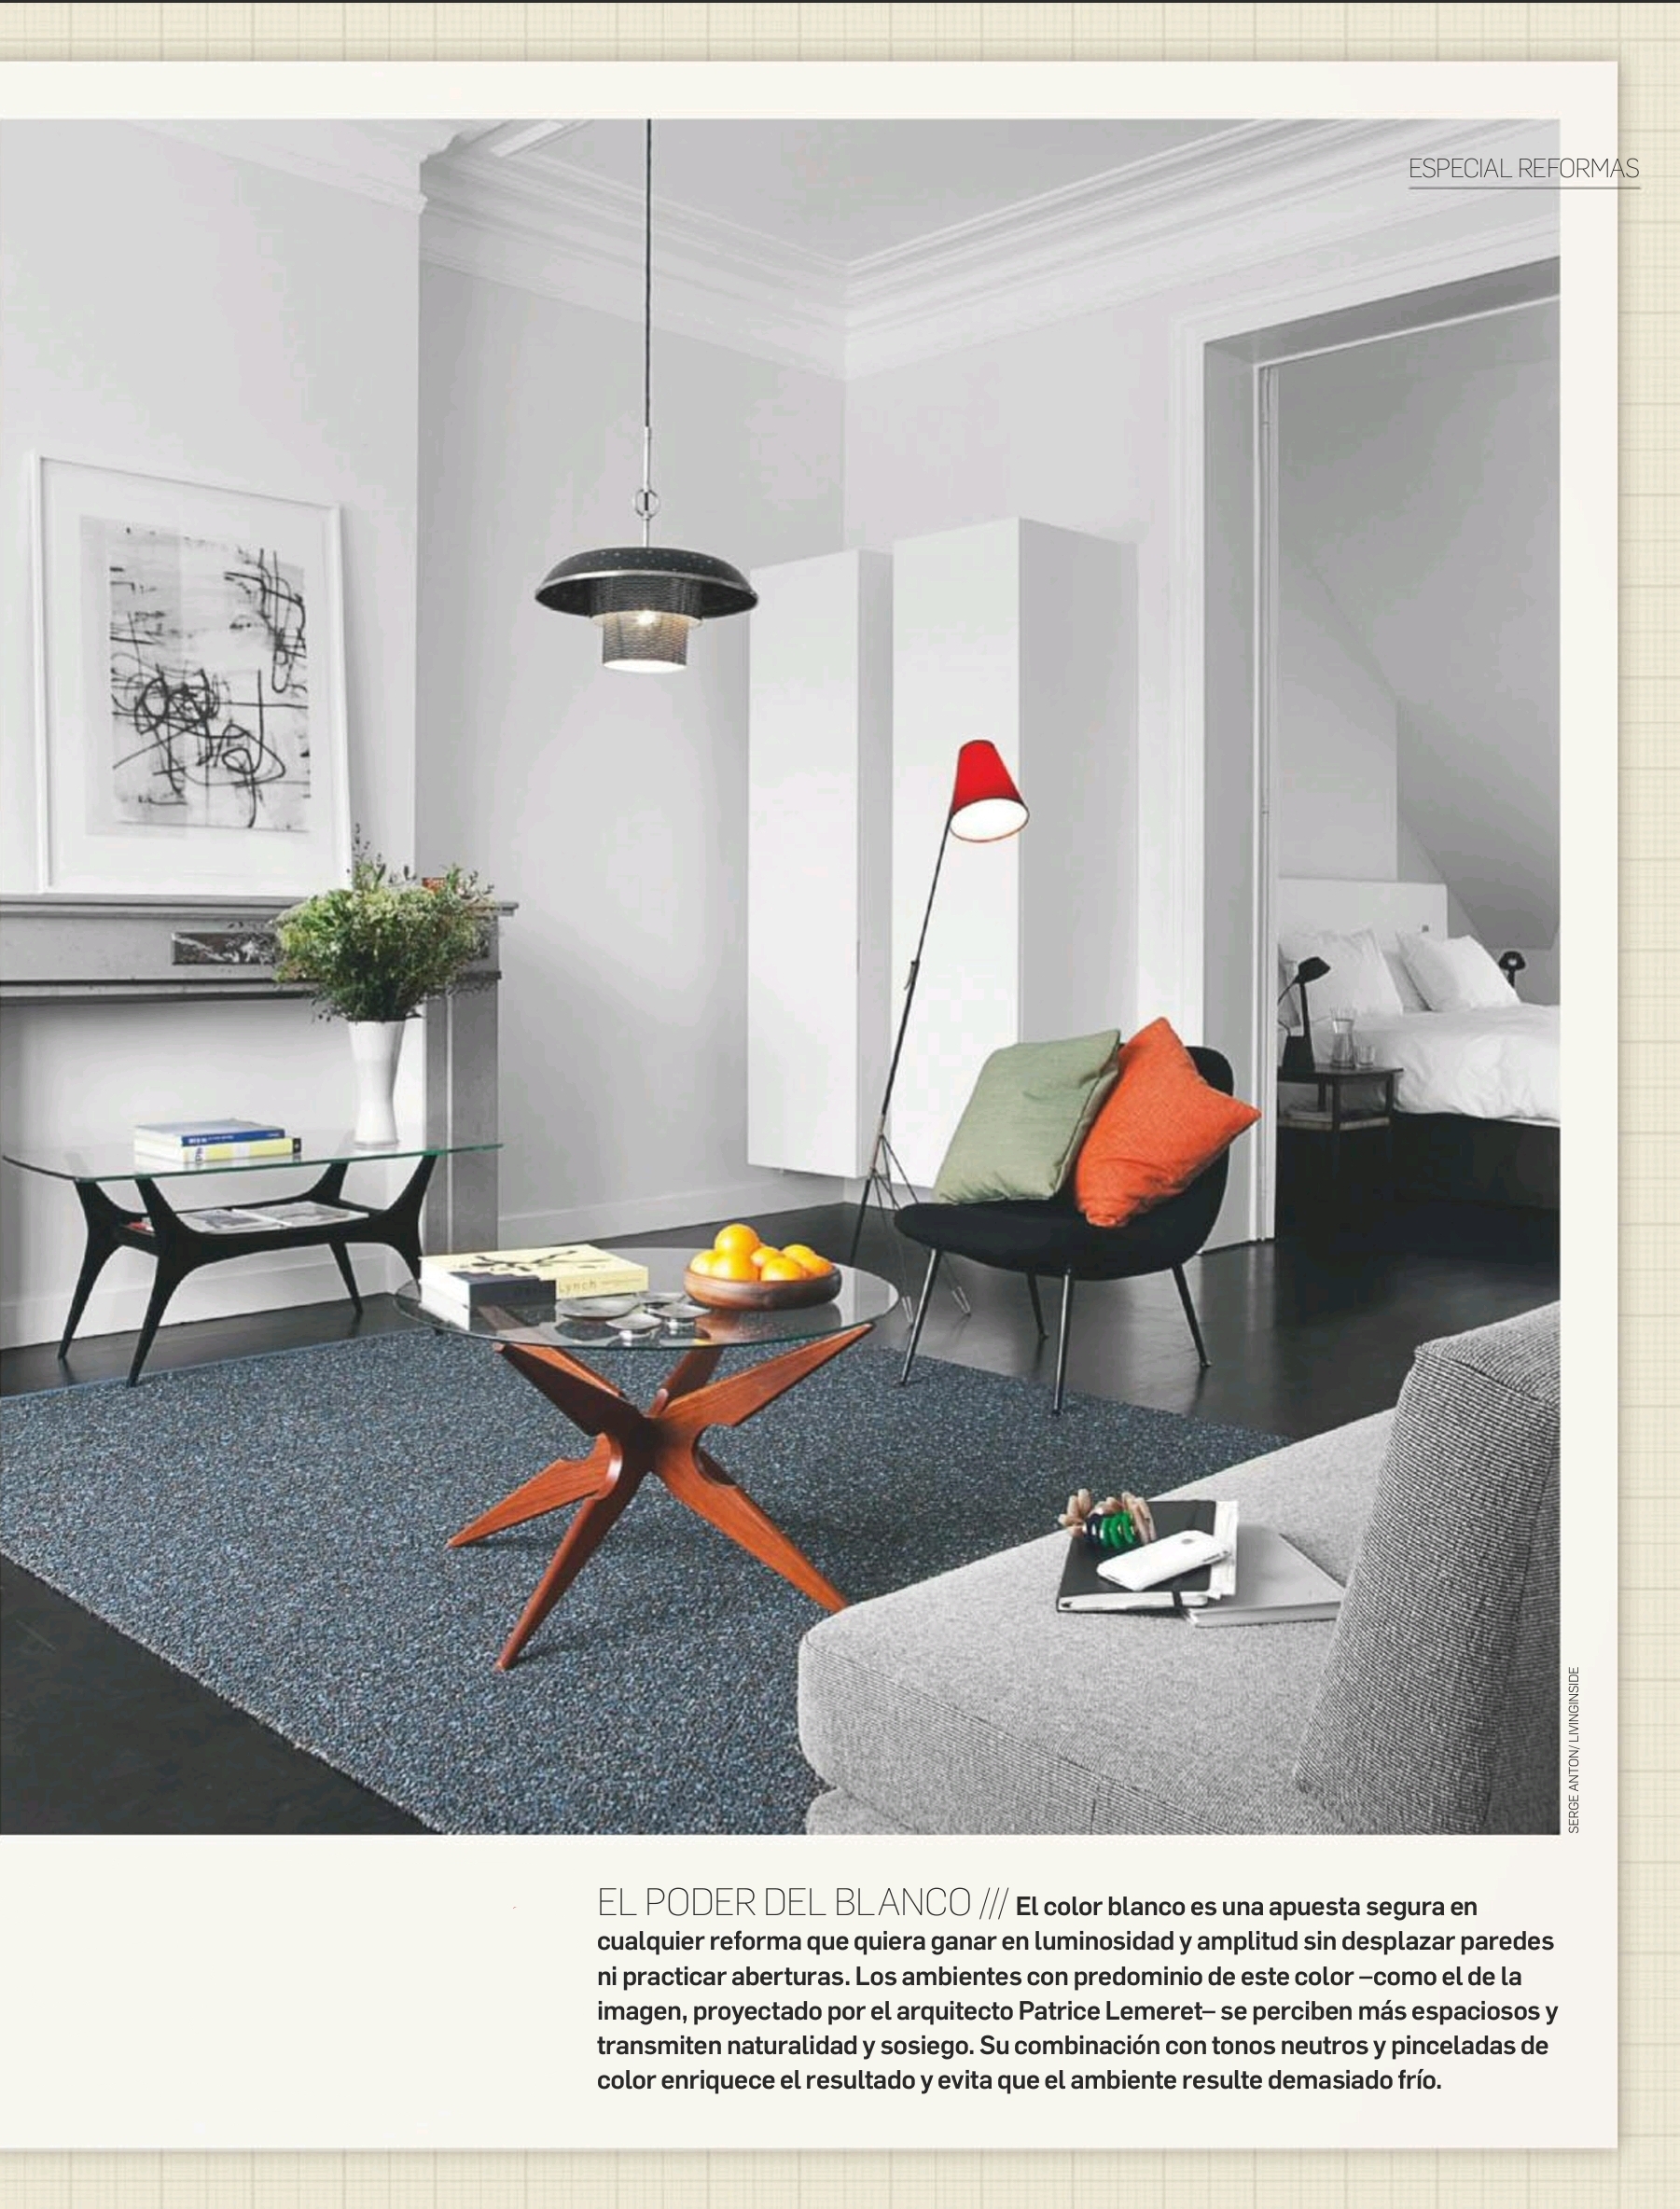 ESPECIAL REFORMAS
Lynch
SERGE ANTON/ LIVINGINSIDE
EL PODER DEL BLANCO /// El color blanco es una apuesta segura en
cualquier reforma que quiera ganar en luminosidad y amplitud sin desplazar paredes
ni practicar aberturas. Los ambientes con predominio de este color –como el de la
imagen, proyectado por el arquitecto Patrice Lemeret– se perciben más espaciosos y
transmiten naturalidad y sosiego. Su combinación con tonos neutros y pinceladas de
color enriquece el resultado y evita que el ambiente resulte demasiado frío.